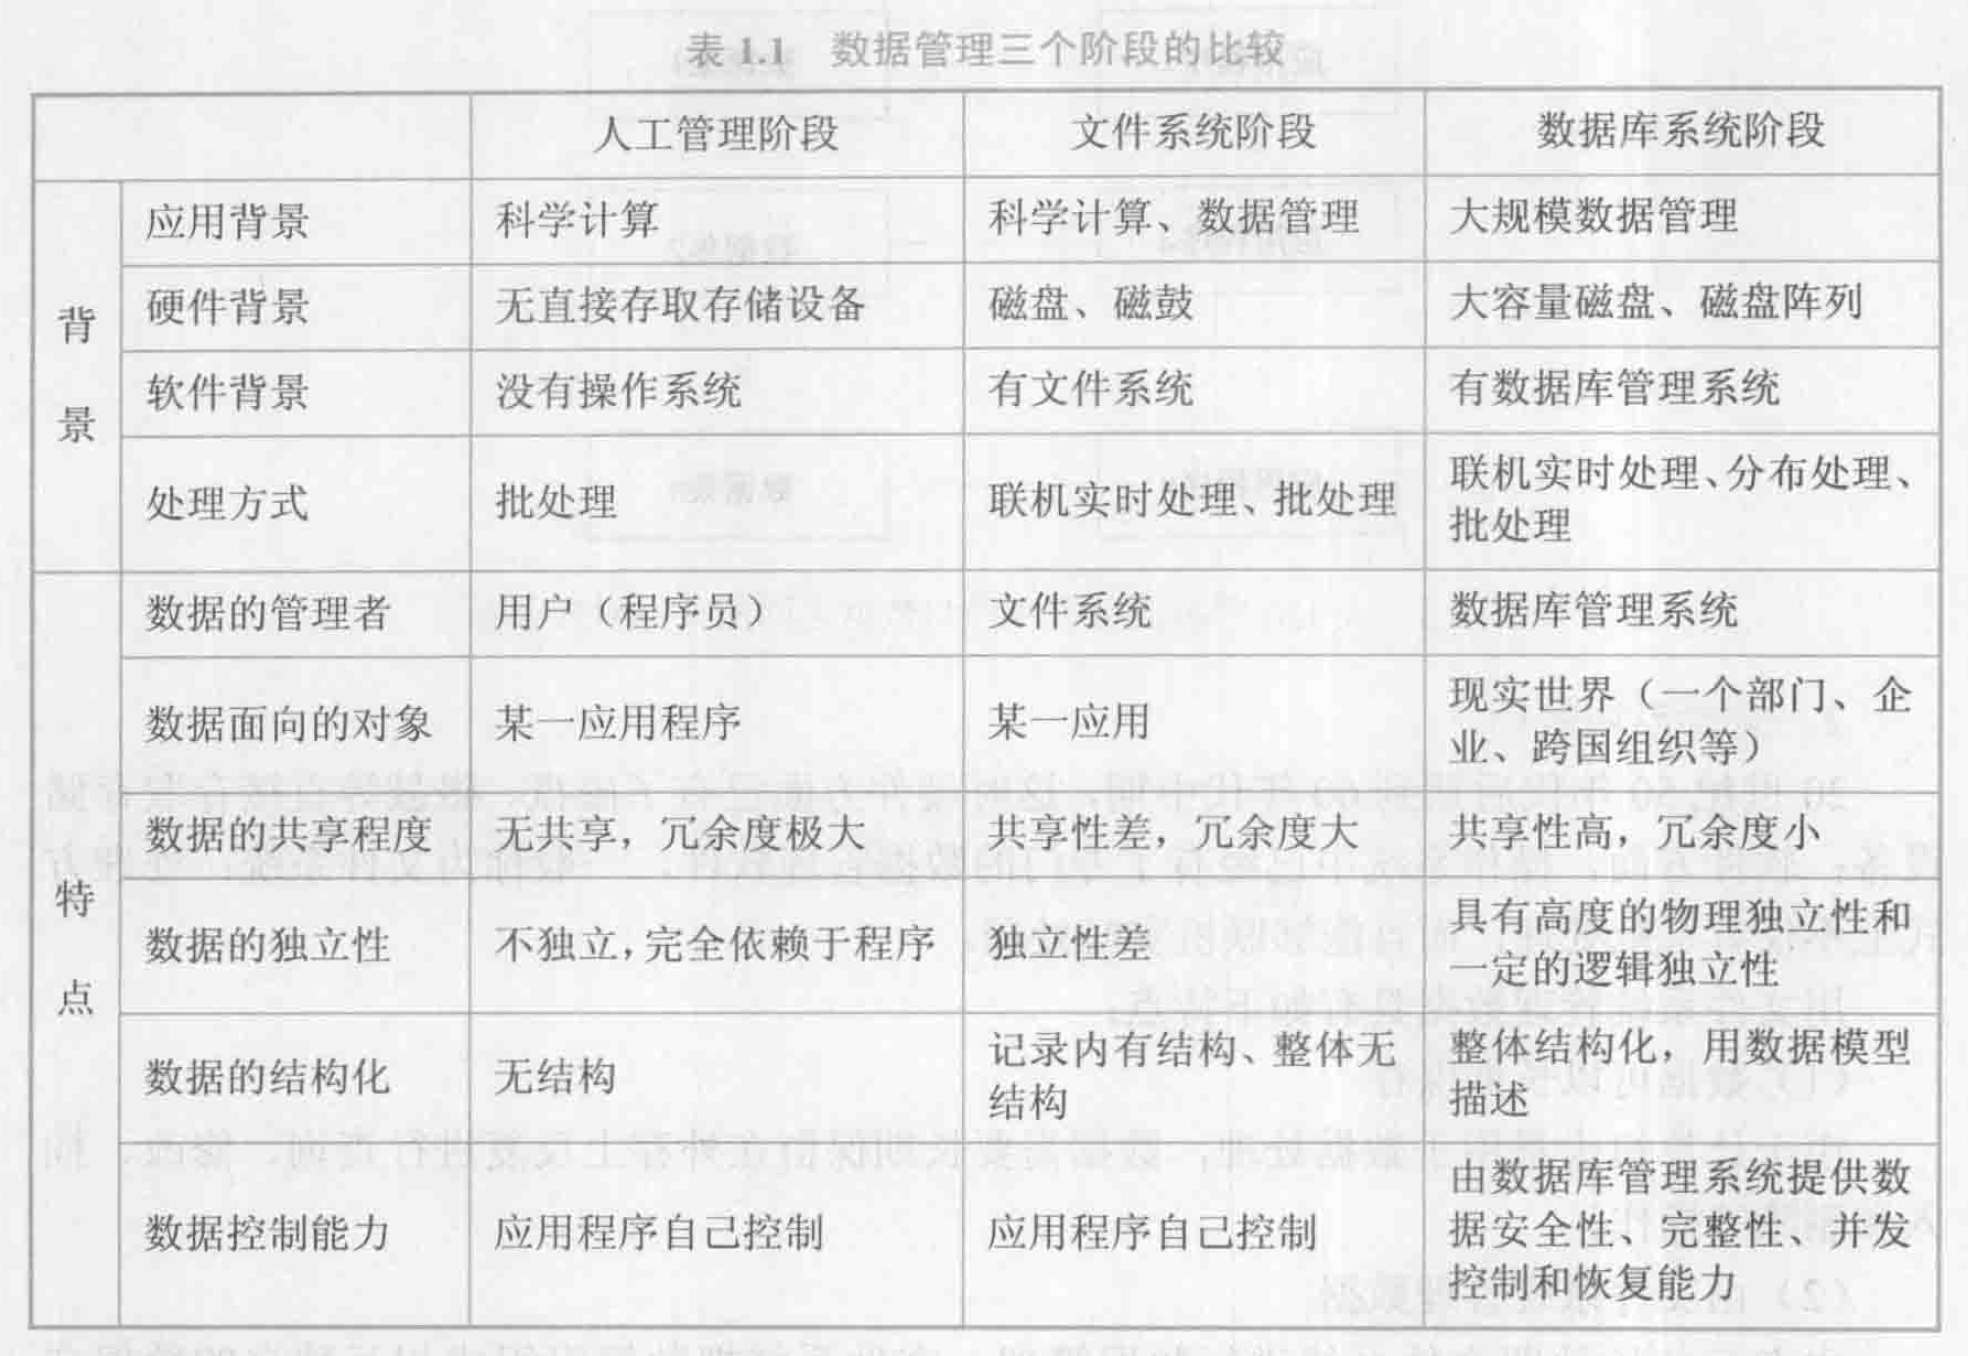 表 1.1 数据管理三个阶段的比较
人工管理阶段 文件系统阶段 数据库系统阶段
背景
应用背景 科学计算 科学计算、数据管理 大规模数据管理
硬件背景 无直接存取存储设备 磁盘、磁鼓 大容量磁盘、磁盘阵列
软件背景 没有操作系统 有文件系统 有数据库管理系统
处理方式 批处理 联机实时处理、批处理 联机实时处理、分布处理、
批处理
特点
数据的管理者 用户（程序员） 文件系统 数据库管理系统
数据面向的对象 某一应用程序 某一应用 现实世界（一个部门、企
业、跨国组织等）
数据的共享程度 无共享，冗余度极大 共享性差，冗余度大 共享性高，冗余度小
数据的独立性 不独立，完全依赖于程序 独立性差 具有高度的物理独立性和
一定的逻辑独立性
数据的结构化 无结构 记录内有结构、整体无
结构 整体结构化，用数据模型
描述
数据控制能力 应用程序自己控制 应用程序自己控制 由数据库管理系统提供数
据安全性、完整性、并发
控制和恢复能力